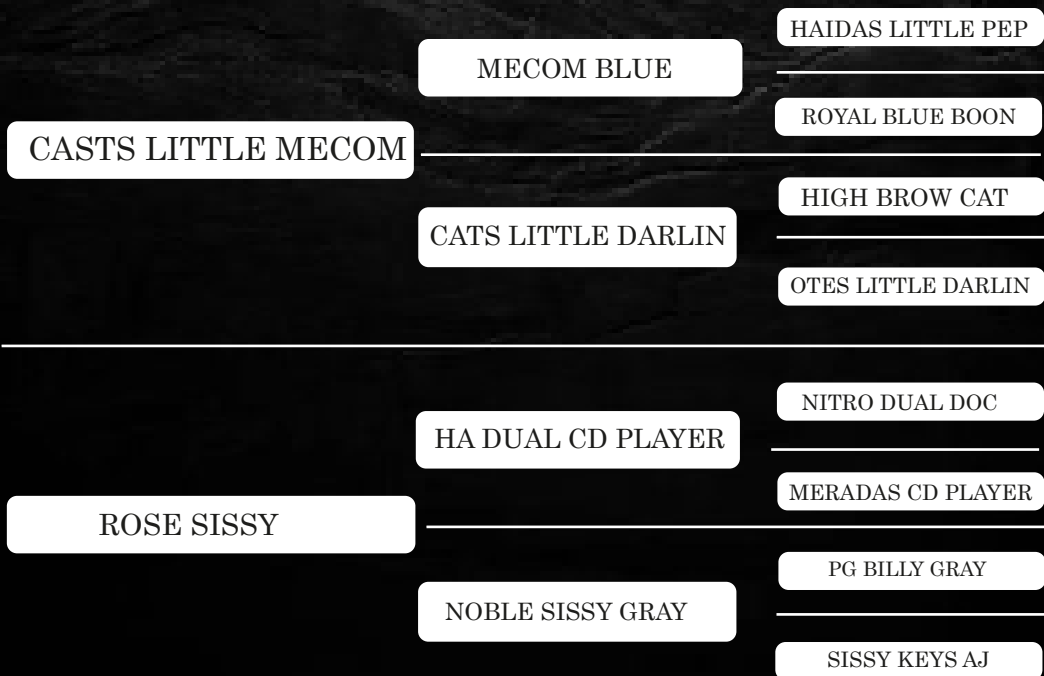 HAIDAS LITTLE PEP
MECOM BLUE
ROYAL BLUE BOON
CASTS LITTLE MECOM
HIGH BROW CAT
CATS LITTLE DARLIN
OTES LITTLE DARLIN
NITRO DUAL DOC
HA DUAL CD PLAYER
MERADAS CD PLAYER
ROSE SISSY
PG BILLY GRAY
NOBLE SISSY GRAY
SISSY KEYS AJ